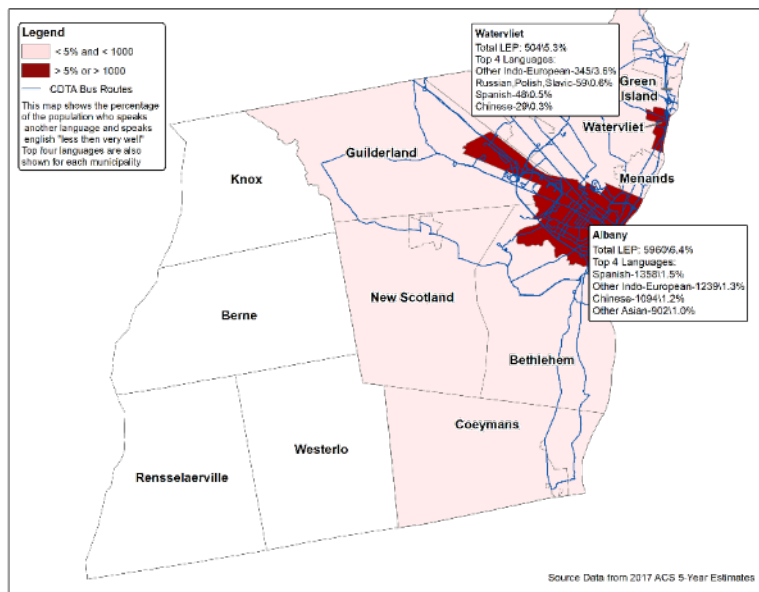 Legend
< 5% and < 1000
> 5% or > 1000
CDTA Bus Routes
This map shows the percentage
of the population who speaks
another language and speaks
english "less then very well"
Top four languages are also
shown for each municipality
Watervliet
Total LEP: 504\5.3%
Top 4 Languages:
Other Indo-European-345/3.6%
Russian,Polish,Slavic-59\0.6%
Spanish-48\0.5%
Chinese-29\0.3%
Green
Island
Watervliet
Menands
Guilderland
Knox
Albany
Total LEP: 5960\6.4%
Top 4 Languages:
Spanish-1358\1.5%
Other Indo-European-1239\1.3%
Chinese-1094\1.2%
Other Asian-902\1.0%
New Scotland
Berne
Bethlehem
Coeymans
Westerlo
Rensselaerville
Source Data from 2017 ACS 5-Year Estimates